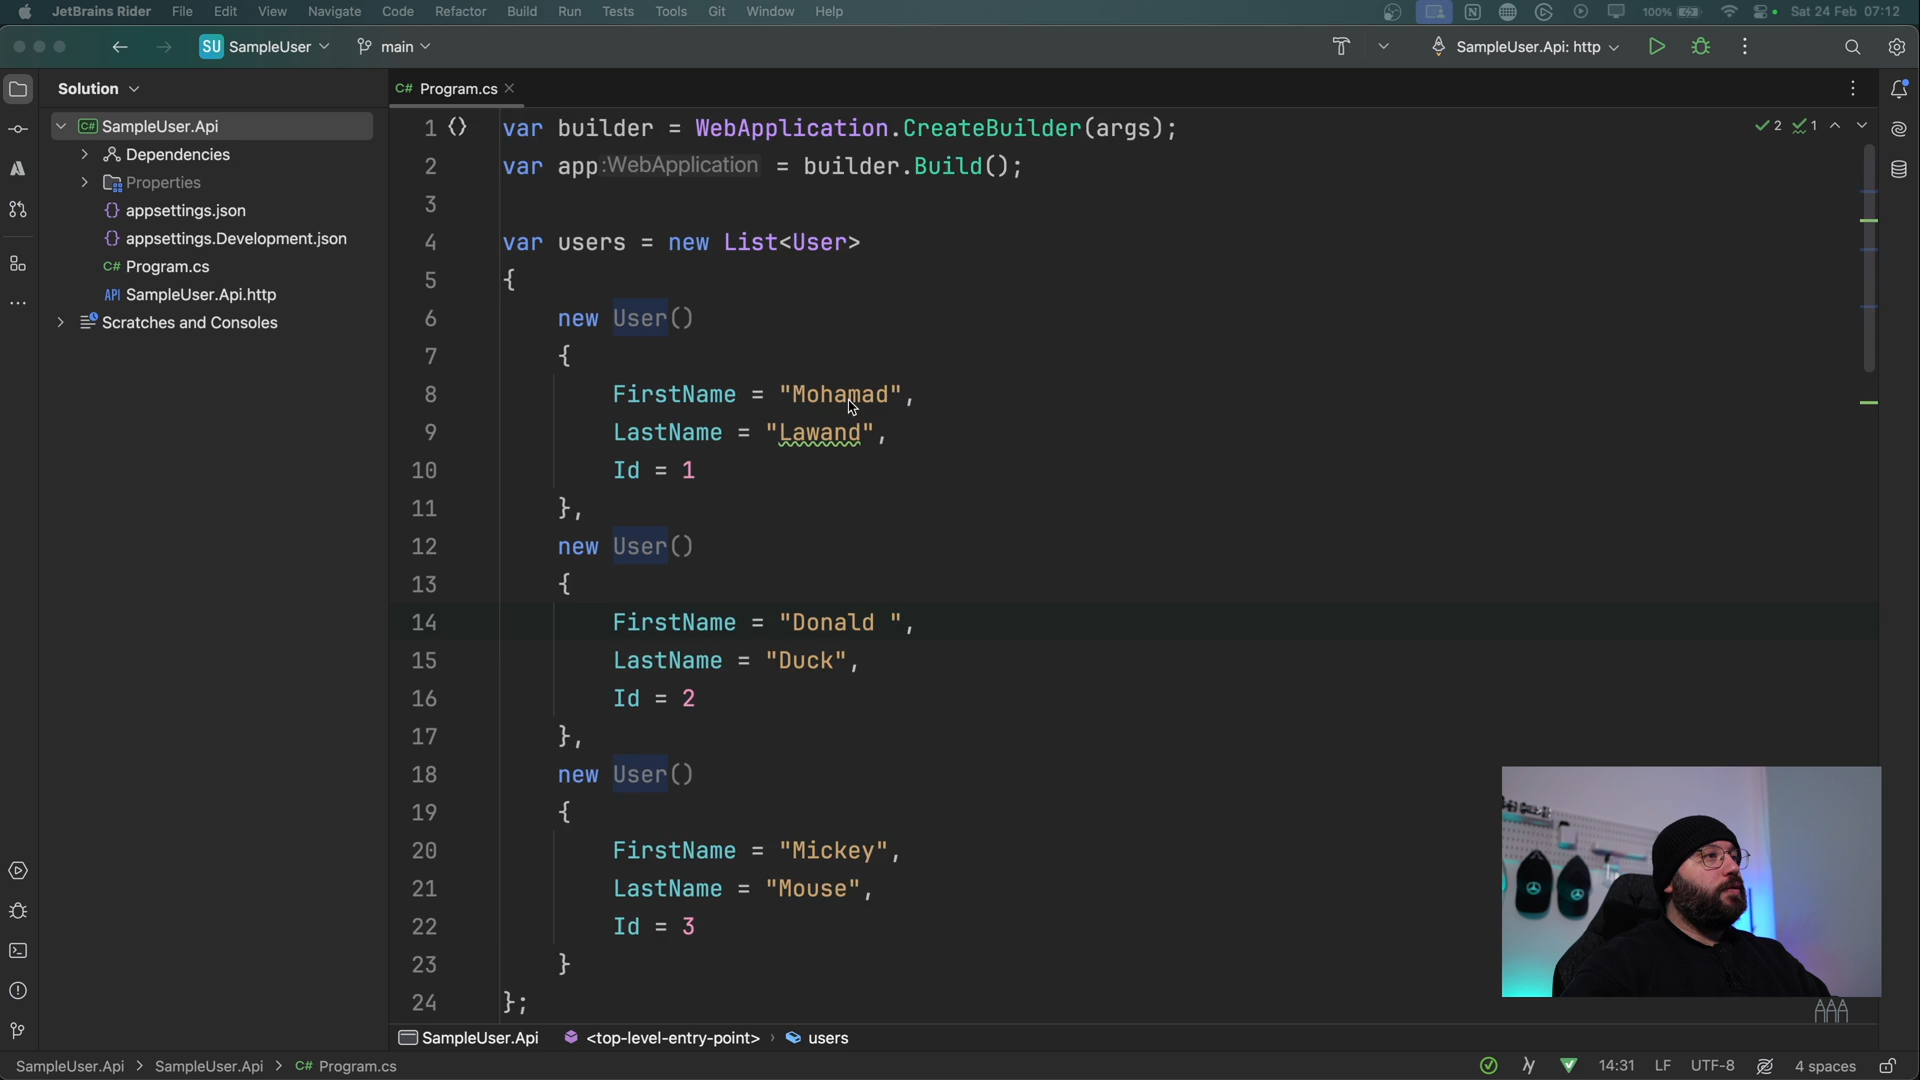 JetBrains Rider File Edit View Navigate Code Refactor Build Run Tests Tools Git Window Help 100% Sat 24 Feb 07:12
SU SampleUser main SampleUser.Api: http
Solution
C# SampleUser.Api
Dependencies
Properties
{} appsettings.json
{} appsettings.Development.json
C# Program.cs
API SampleUser.Api.http
Scratches and Consoles
C# Program.cs
2 1
1 var builder = WebApplication.CreateBuilder(args);
2 var app :WebApplication = builder.Build();
3
4 var users = new List<User>
5 {
6 new User()
7 {
8 FirstName = "Mohamad",
9 LastName = "Lawand",
10 Id = 1
11 },
12 new User()
13 {
14 FirstName = "Donald ",
15 LastName = "Duck",
16 Id = 2
17 },
18 new User()
19 {
20 FirstName = "Mickey",
21 LastName = "Mouse",
22 Id = 3
23 }
24 };
SampleUser.Api <top-level-entry-point> › users
SampleUser.Api > SampleUser.Api > C# Program.cs 14:31 LF UTF-8 4 spaces